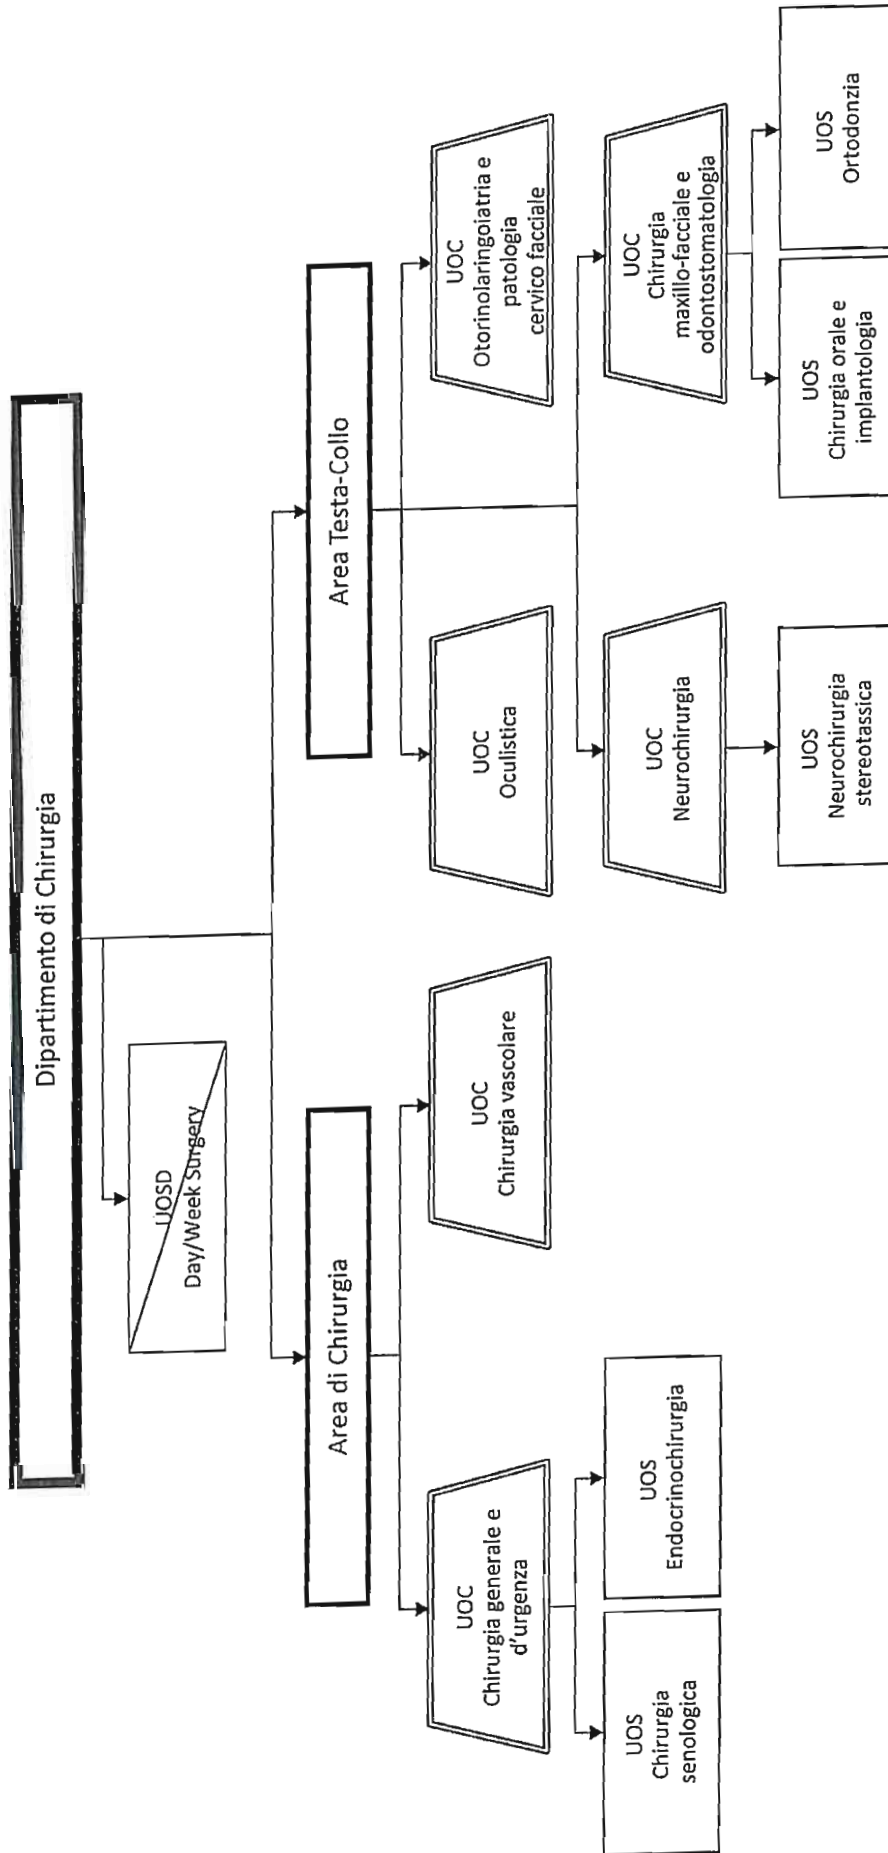 Dipartimento di Chirurgia
UOSD
Day/Week Surgery
Area di Chirurgia
Area Testa-Collo
UOC
Chirurgia generale e
d'urgenza
UOC
Chirurgia vascolare
UOC
Oculistica
UOC
Otorinolaringoiatria e
patologia
cervico facciale
UOS
Chirurgia
senologica
UOS
Endocrinochirurgia
UOC
Neurochirurgia
UOC
Chirurgia
maxillo-facciale e
odontostomatologia
UOS
Neurochirurgia
stereotassica
UOS
Chirurgia orale e
implantologia
UOS
Ortodonzia